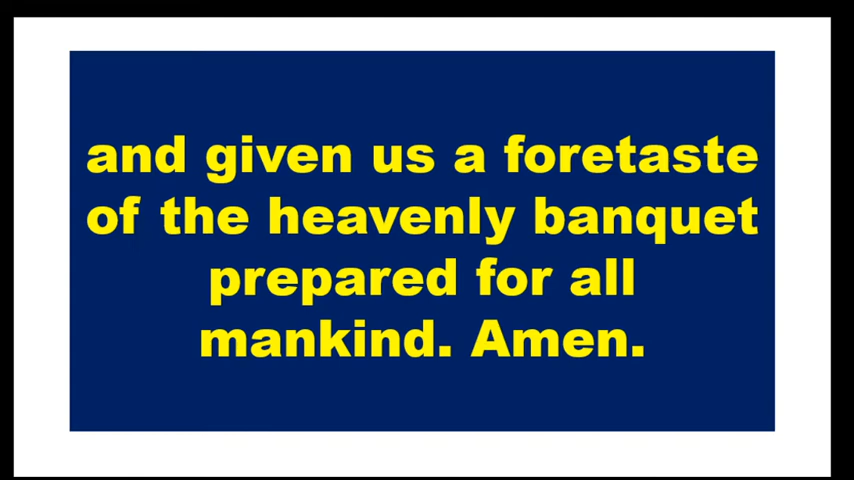 and given us a foretaste
of the heavenly banquet
prepared for all
mankind. Amen.